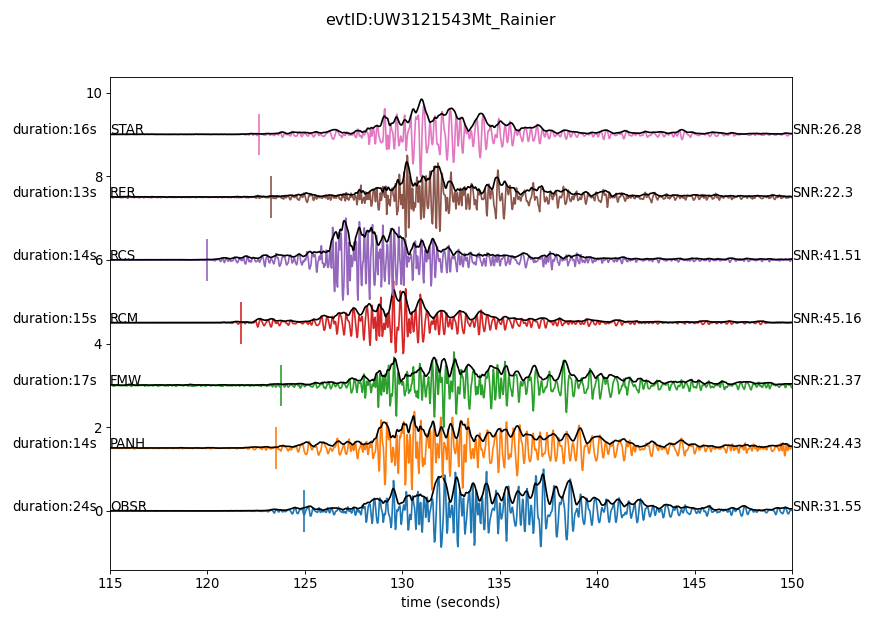 evtID:UW3121543Mt_Rainier
10
duration:16s STAR SNR:26.28
8
duration:13s RER SNR:22.3
duration:14s RCS SNR:41.51
6
duration:15s RCM SNR:45.16
4
duration:17s FMW SNR:21.37
2
duration:14s PANH SNR:24.43
duration:24s OBSR SNR:31.55
0
115 120 125 130 135 140 145 150
time (seconds)